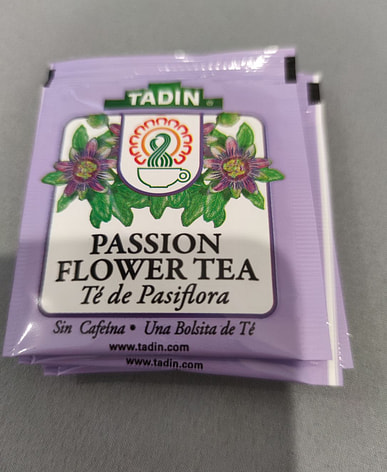 TADIN ®
PASSION
FLOWER TEA
Té de Pasiflora
Sin Cafeína • Una Bolsita de Té
www.tadin.com
www.tadin.com